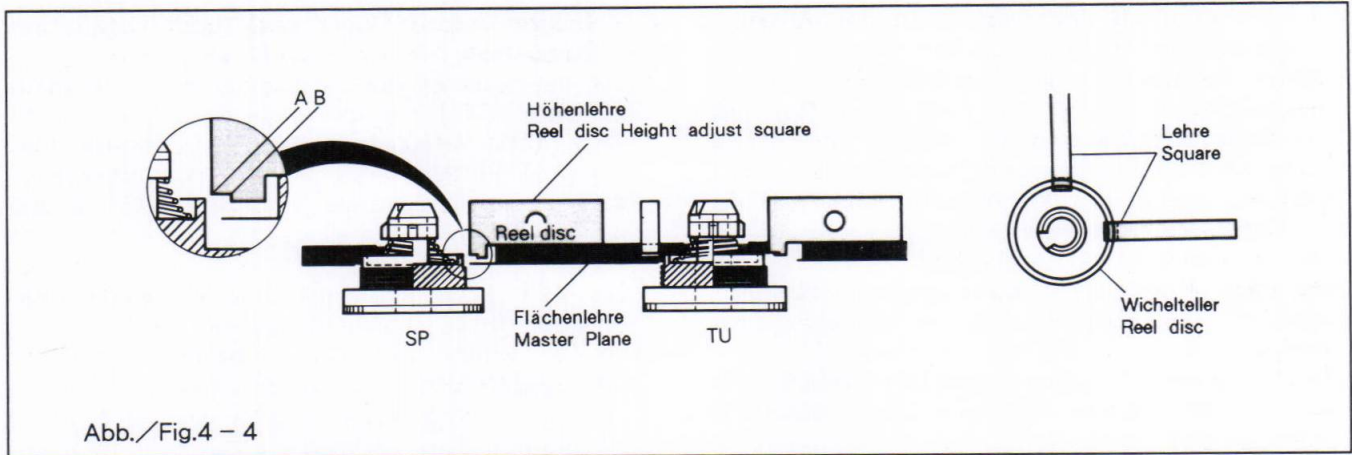 A B
Höhenlehre
Reel disc Height adjust square
Reel disc
Flächenlehre
Master Plane
SP
TU
Lehre
Square
Wichelteller
Reel disc
Abb./Fig.4 – 4